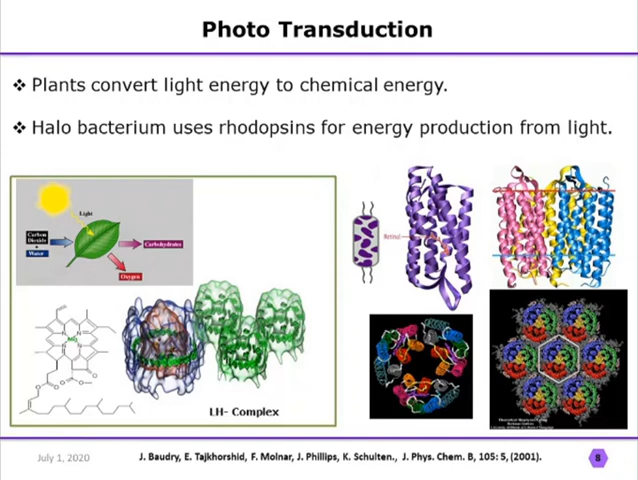 Photo Transduction
❖ Plants convert light energy to chemical energy.
❖ Halo bacterium uses rhodopsins for energy production from light.
Light
Carbon
Dioxide
+
Water
Carbohydrates
Oxygen
Retinal
Mg
LH- Complex
July 1, 2020
J. Baudry, E. Tajkhorshid, F. Molnar, J. Phillips, K. Schulten., J. Phys. Chem. B, 105: 5, (2001).
8